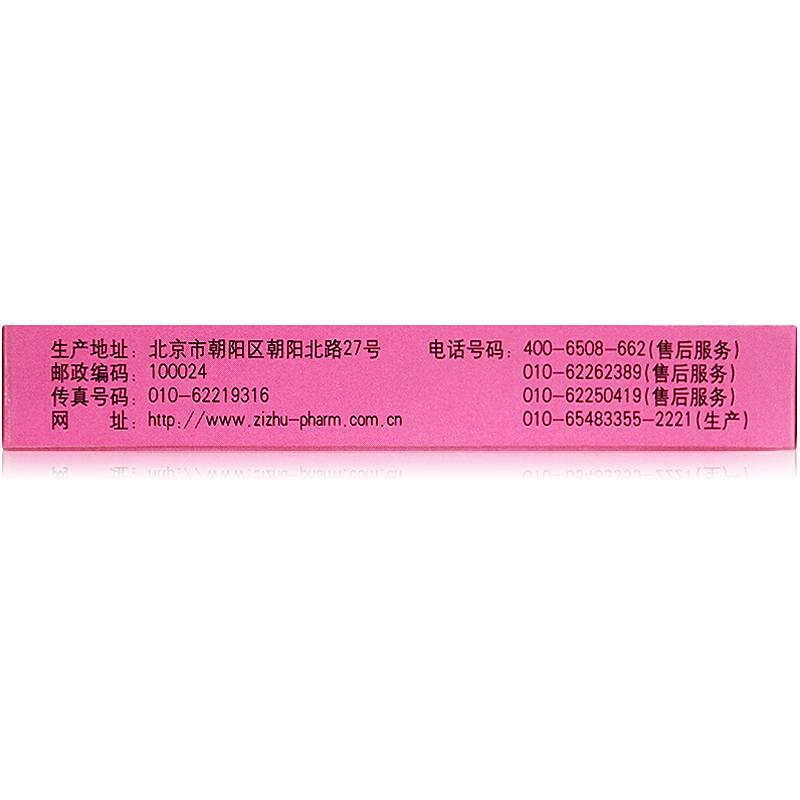 生产地址：北京市朝阳区朝阳北路27号
邮政编码：100024
传真号码：010-62219316
网　　址：http://www.zizhu-pharm.com.cn
电话号码：400-6508-662(售后服务)
010-62262389(售后服务)
010-62250419(售后服务)
010-65483355-2221(生产)